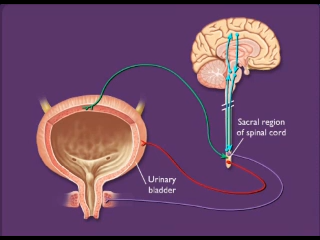 Sacral region
of spinal cord
Urinary
bladder